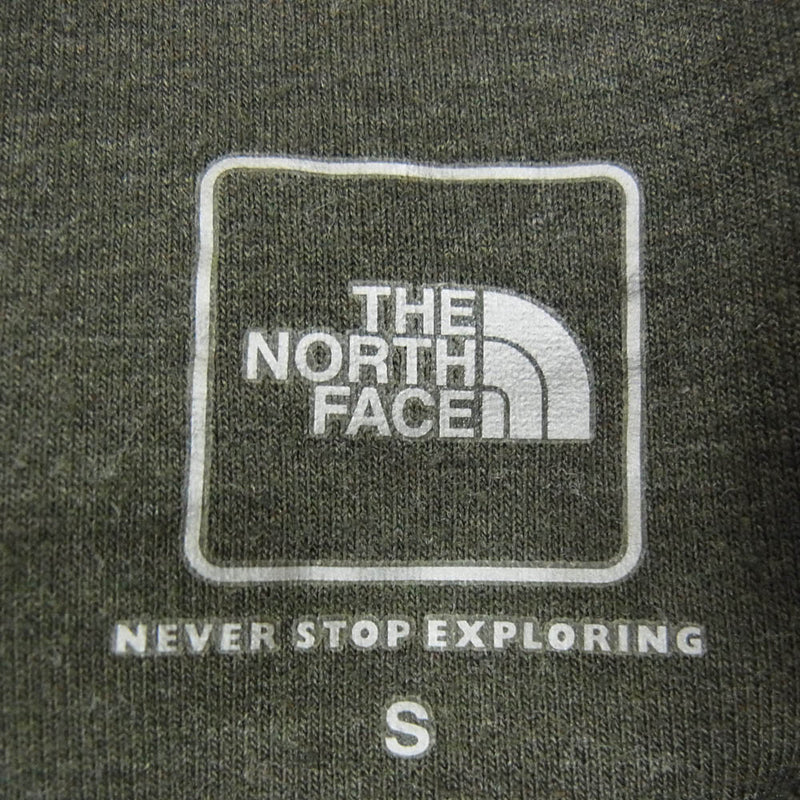 THE
NORTH
FACE
NEVER STOP EXPLORING
S